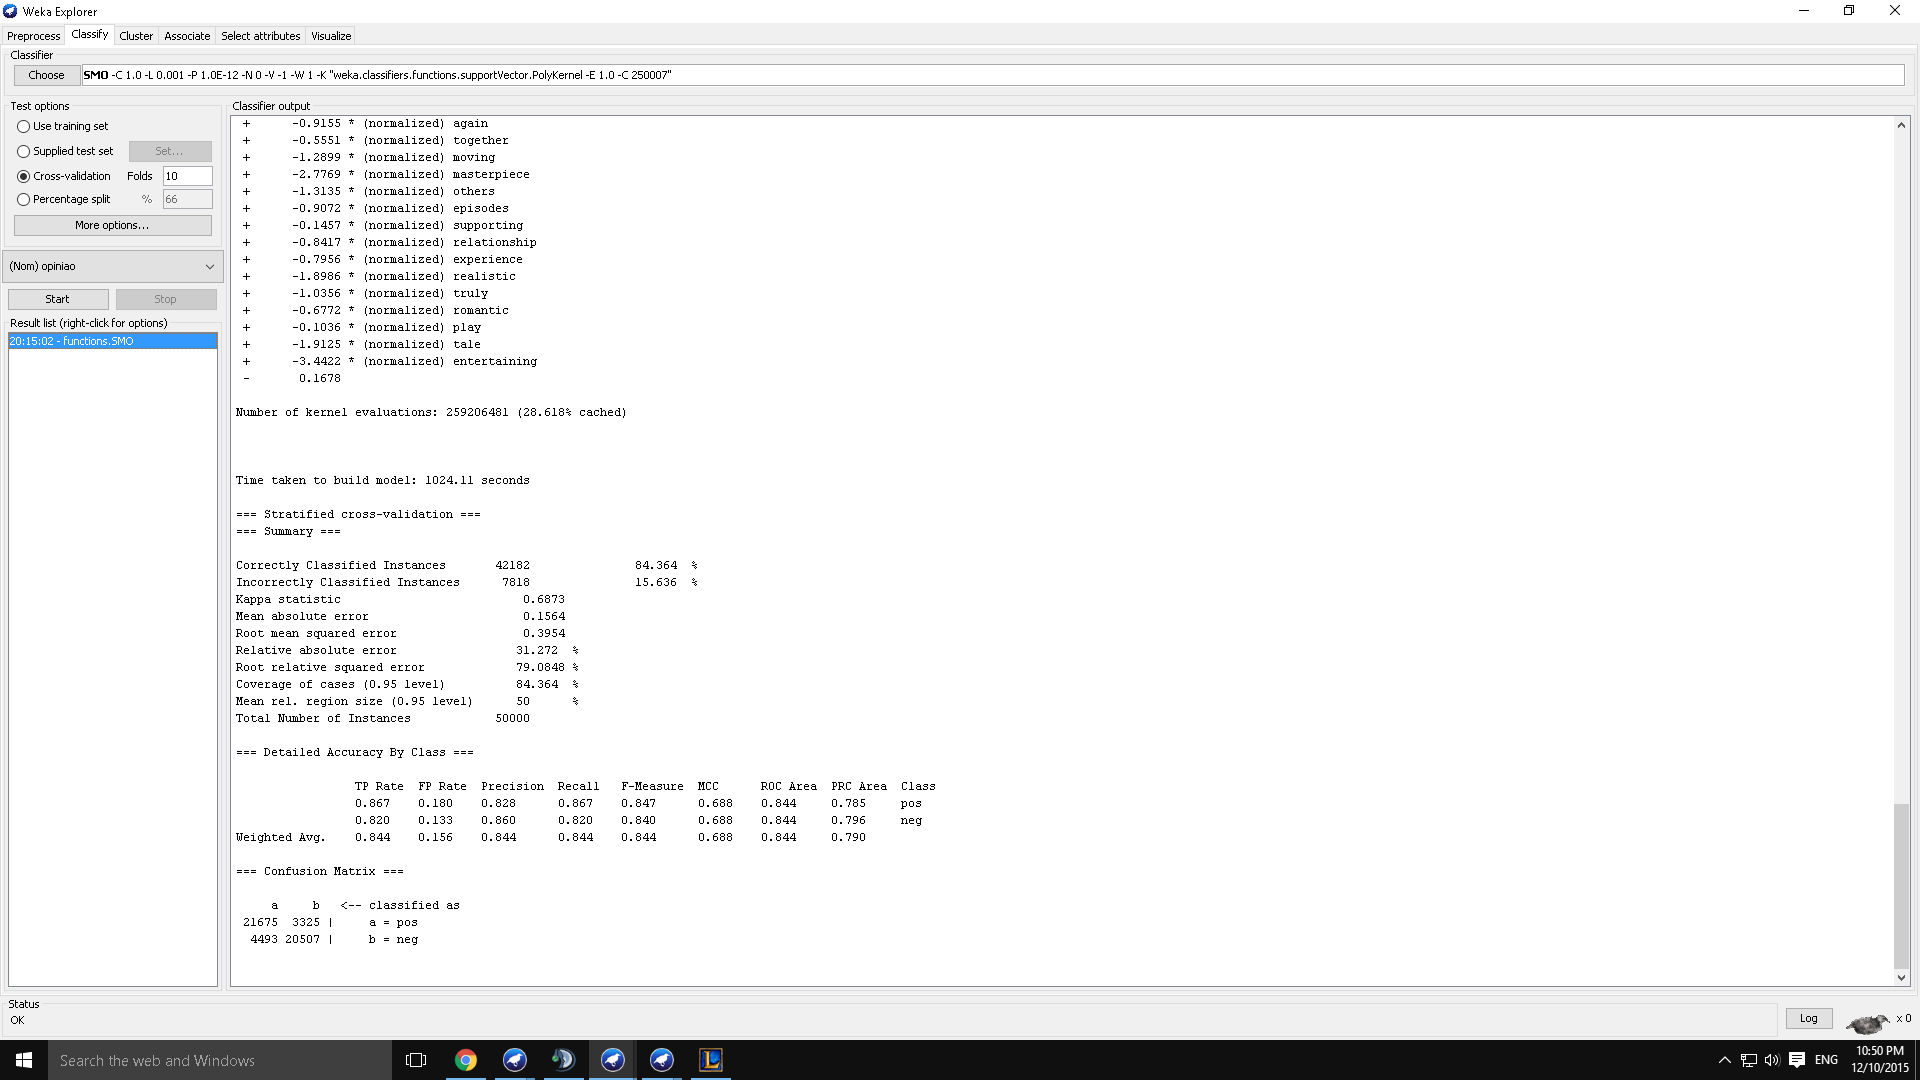 Weka Explorer
Preprocess Classify Cluster Associate Select attributes Visualize
Classifier
Choose SMO -C 1.0 -L 0.001 -P 1.0E-12 -N 0 -V -1 -W 1 -K "weka.classifiers.functions.supportVector.PolyKernel -E 1.0 -C 250007"
Test options
Use training set
Supplied test set Set...
Cross-validation Folds 10
Percentage split % 66
More options...
(Nom) opiniao
Start Stop
Result list (right-click for options)
20:15:02 - functions.SMO
Classifier output
+ -0.9155 * (normalized) again
+ -0.5551 * (normalized) together
+ -1.2899 * (normalized) moving
+ -2.7769 * (normalized) masterpiece
+ -1.3135 * (normalized) others
+ -0.9072 * (normalized) episodes
+ -0.1457 * (normalized) supporting
+ -0.8417 * (normalized) relationship
+ -0.7956 * (normalized) experience
+ -1.8986 * (normalized) realistic
+ -1.0356 * (normalized) truly
+ -0.6772 * (normalized) romantic
+ -0.1036 * (normalized) play
+ -1.9125 * (normalized) tale
+ -3.4422 * (normalized) entertaining
- 0.1678
Number of kernel evaluations: 259206481 (28.618% cached)
Time taken to build model: 1024.11 seconds
=== Stratified cross-validation ===
=== Summary ===
Correctly Classified Instances 42182 84.364 %
Incorrectly Classified Instances 7818 15.636 %
Kappa statistic 0.6873
Mean absolute error 0.1564
Root mean squared error 0.3954
Relative absolute error 31.272 %
Root relative squared error 79.0848 %
Coverage of cases (0.95 level) 84.364 %
Mean rel. region size (0.95 level) 50 %
Total Number of Instances 50000
=== Detailed Accuracy By Class ===
TP Rate FP Rate Precision Recall F-Measure MCC ROC Area PRC Area Class
0.867 0.180 0.828 0.867 0.847 0.688 0.844 0.785 pos
0.820 0.133 0.860 0.820 0.840 0.688 0.844 0.796 neg
Weighted Avg. 0.844 0.156 0.844 0.844 0.844 0.688 0.844 0.790
=== Confusion Matrix ===
a b <-- classified as
21675 3325 | a = pos
4493 20507 | b = neg
Status
OK
Log x 0
Search the web and Windows
ENG
10:50 PM
12/10/2015